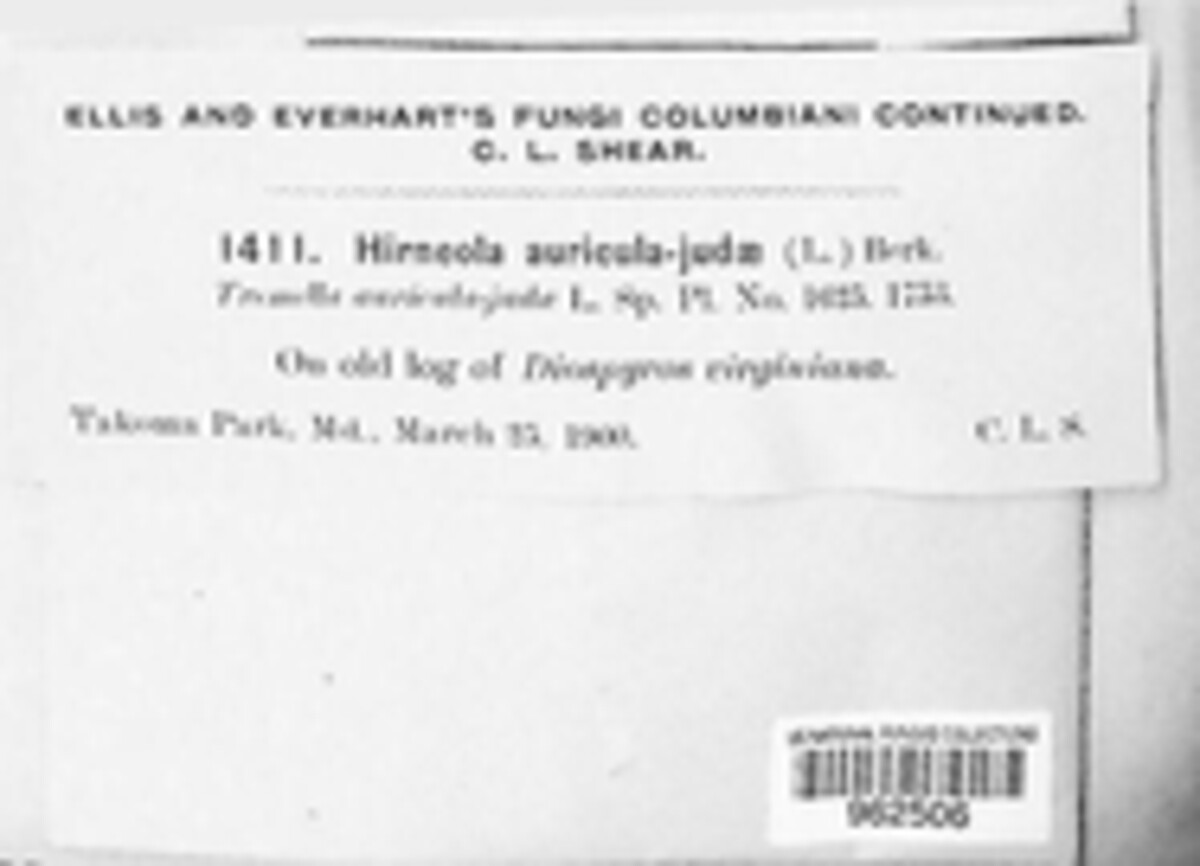 ELLIS AND EVERHART'S FUNGI COLUMBIANI CONTINUED.
C. L. SHEAR.
1411. Hirneola auricula-judæ (L.) Berk.
Tremella auricula-judæ L. Sp. Pl. No. 1625. 1753.
On old log of Diospyros virginiana.
Takoma Park, Md., March 25, 1900.
C. L. S.
COLLECTIONS
962506